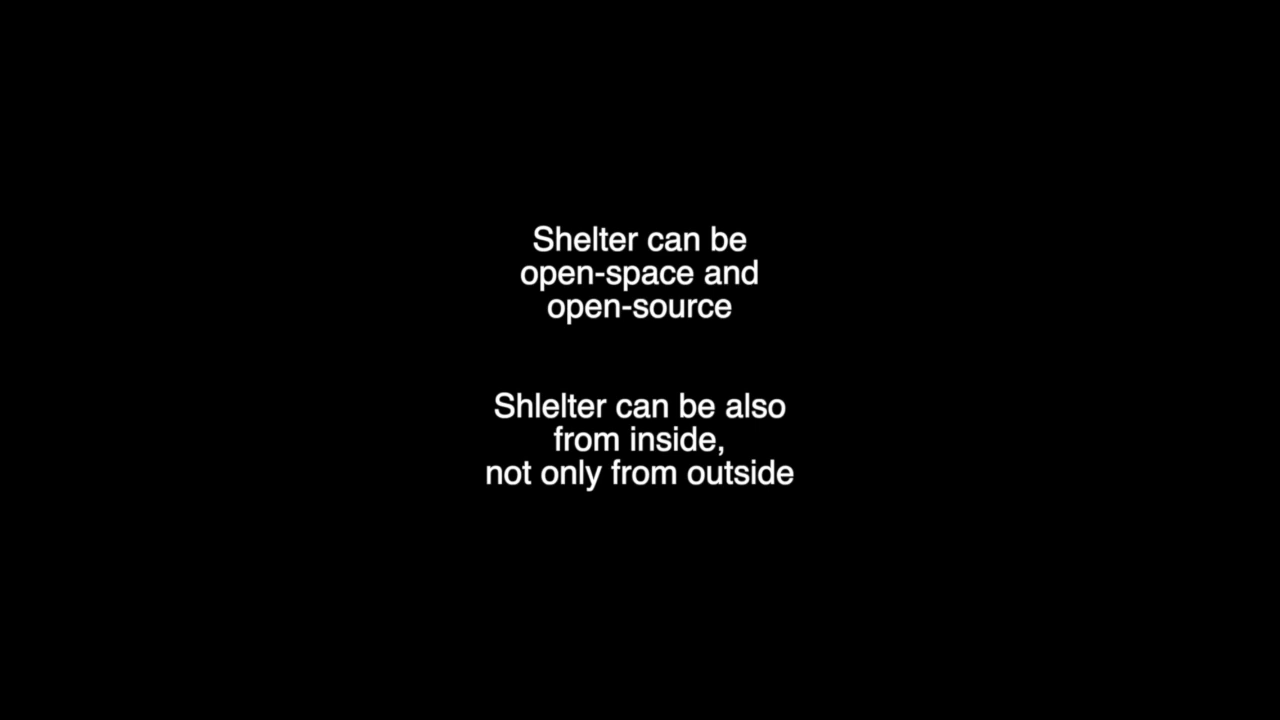 Shelter can be
open-space and
open-source
Shlelter can be also
from inside,
not only from outside